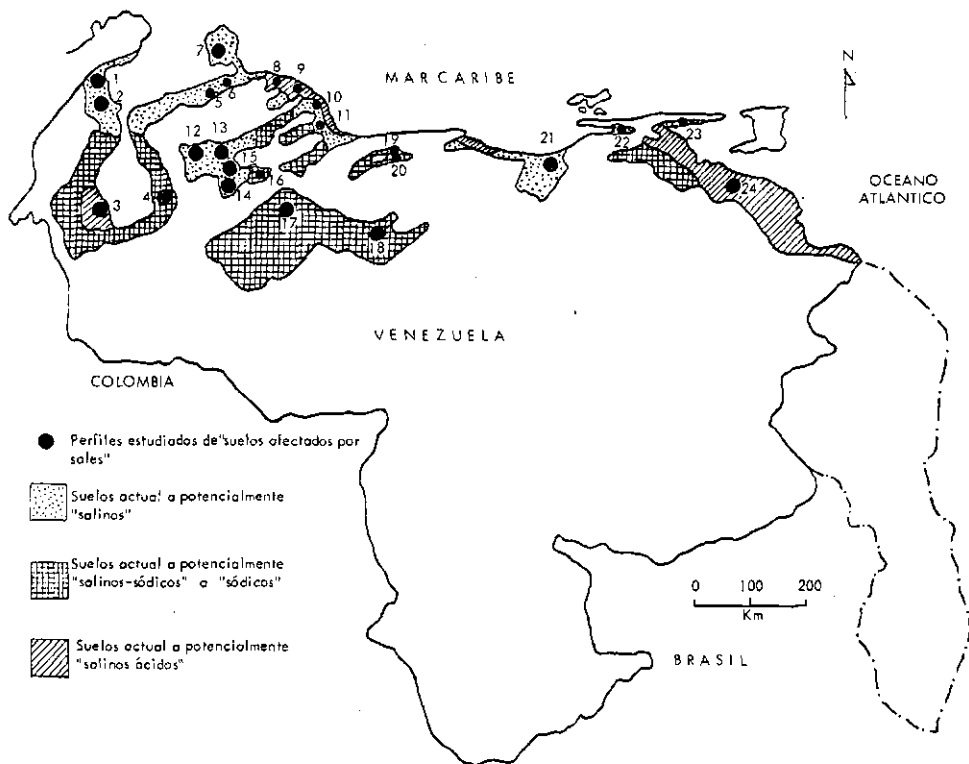 7
MAR CARIBE
N
1
2
5
6
8
9
10
11
12
13
15
14
16
19
20
21
22
23
24
OCEANO
ATLANTICO
3
4
17
18
VENEZUELA
COLOMBIA
Perfiles estudiados de "suelos afectados por
sales"
Suelos actual a potencialmente
"salinos"
Suelos actual a potencialmente
"salinos-sódicos" o "sódicos"
Suelos actual a potencialmente
"salinos ácidos"
0 100 200
Km
BRASIL